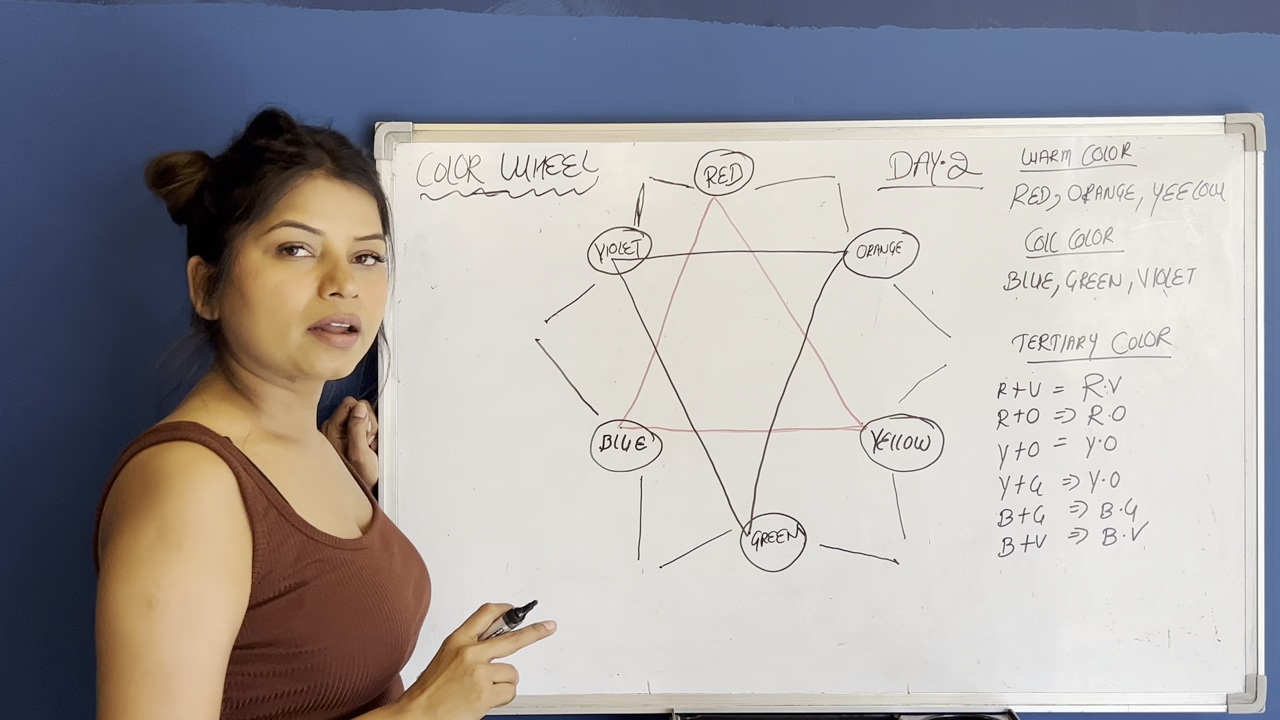 COLOR WHEEL
RED
DAY·2
VIOLET
ORANGE
BLUE
YELLOW
GREEN
WARM COLOR
RED, ORANGE, YEELOW
COLL COLOR
BLUE, GREEN, VIOLET
TERTIARY COLOR
R+V = R·V
R+O => R·O
Y+O = Y·O
Y+G => Y·O
B+G => B·G
B+V => B·V